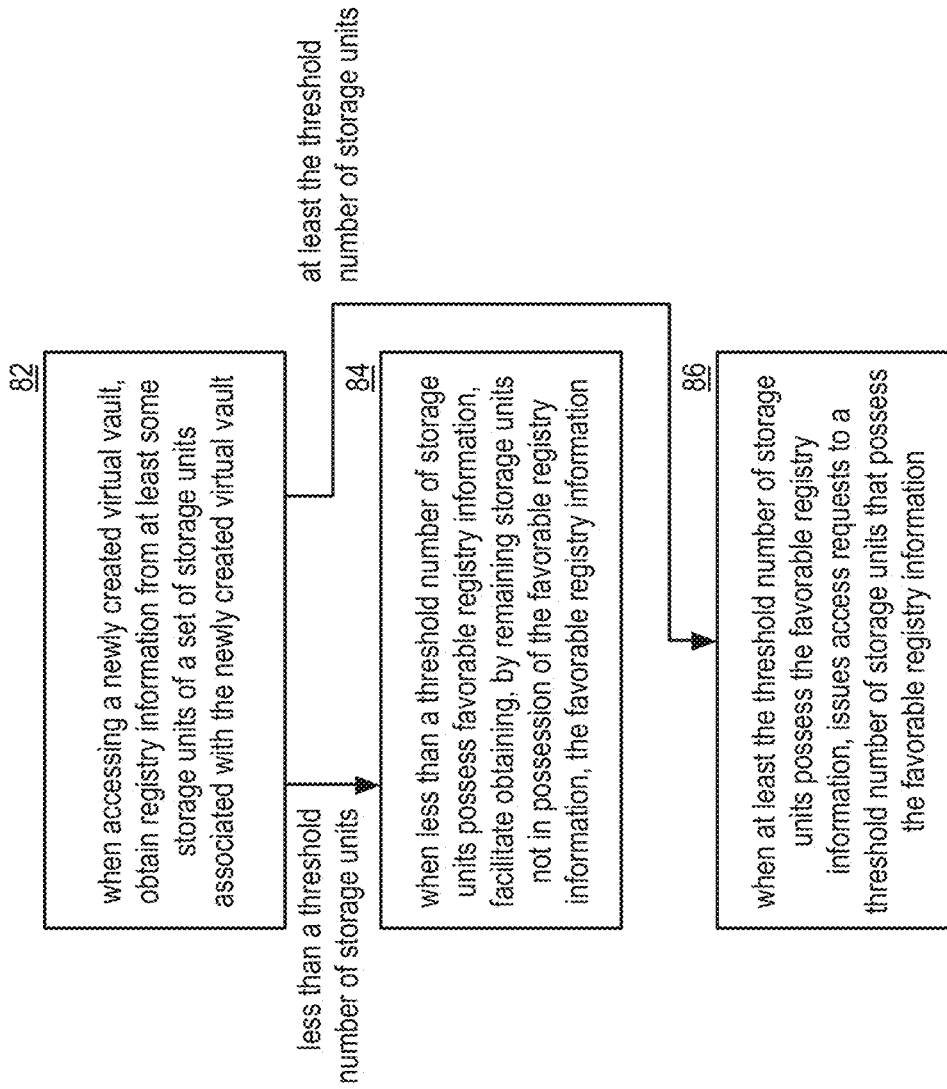 82
when accessing a newly created virtual vault,
obtain registry information from at least some
storage units of a set of storage units
associated with the newly created virtual vault
less than a threshold
number of storage units
at least the threshold
number of storage units
84
when less than a threshold number of storage
units possess favorable registry information,
facilitate obtaining, by remaining storage units
not in possession of the favorable registry
information, the favorable registry information
86
when at least the threshold number of storage
units possess the favorable registry
information, issues access requests to a
threshold number of storage units that possess
the favorable registry information